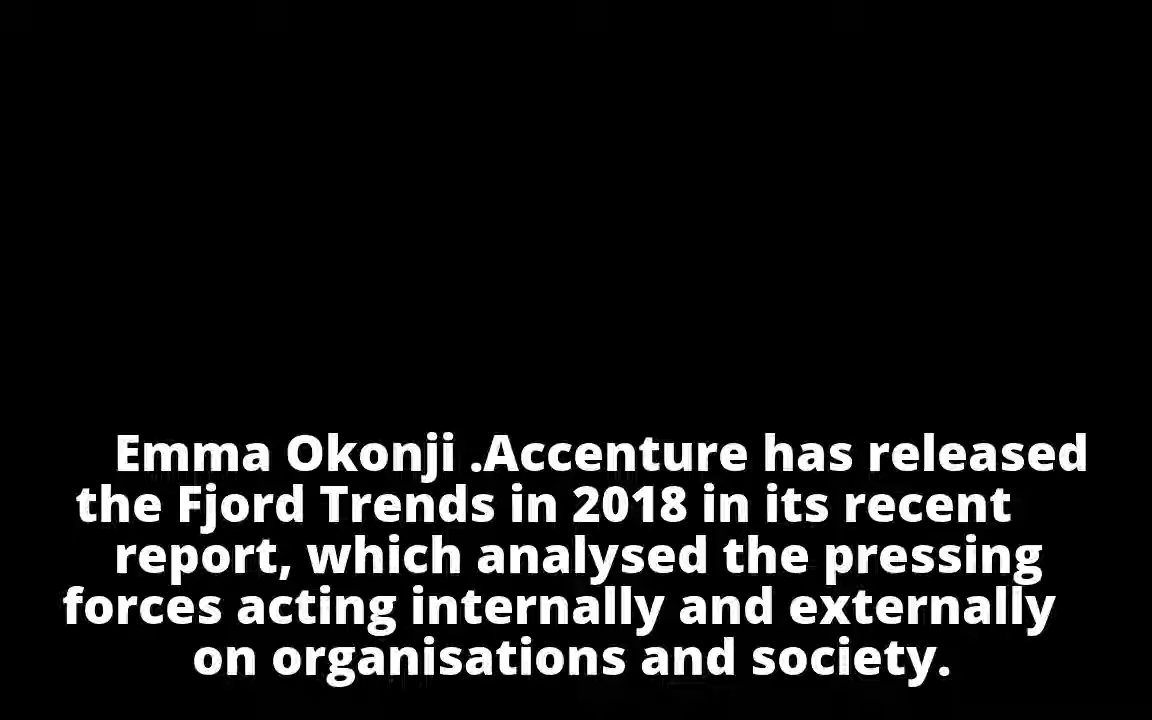 Emma Okonji .Accenture has released
the Fjord Trends in 2018 in its recent
report, which analysed the pressing
forces acting internally and externally
on organisations and society.